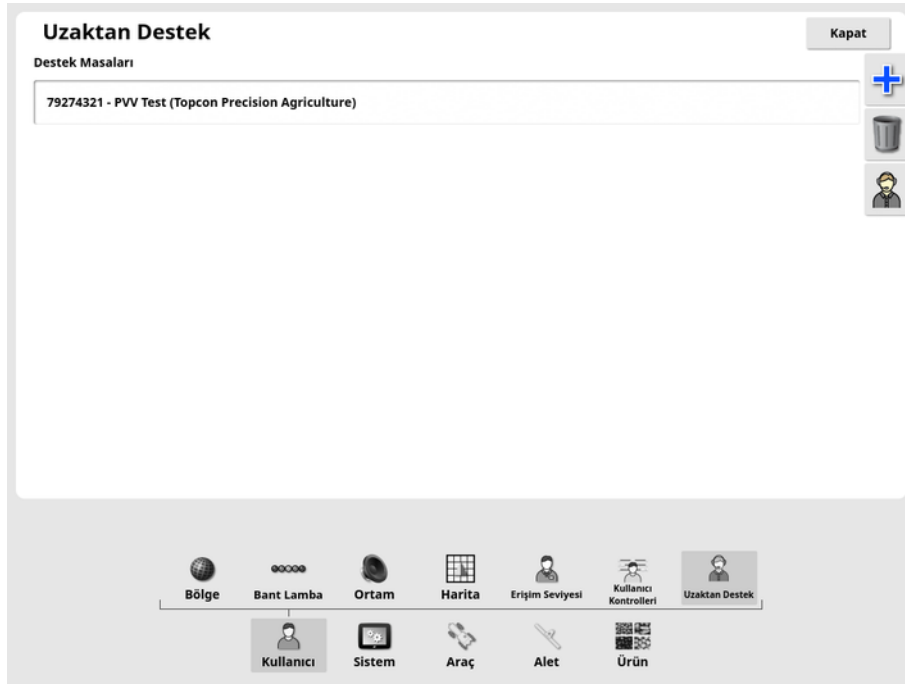 Uzaktan Destek
Kapat
Destek Masaları
79274321 - PVV Test (Topcon Precision Agriculture)
Bölge
Bant Lamba
Ortam
Harita
Erişim Seviyesi
Kullanıcı
Kontrolleri
Uzaktan Destek
Kullanıcı
Sistem
Araç
Alet
Ürün